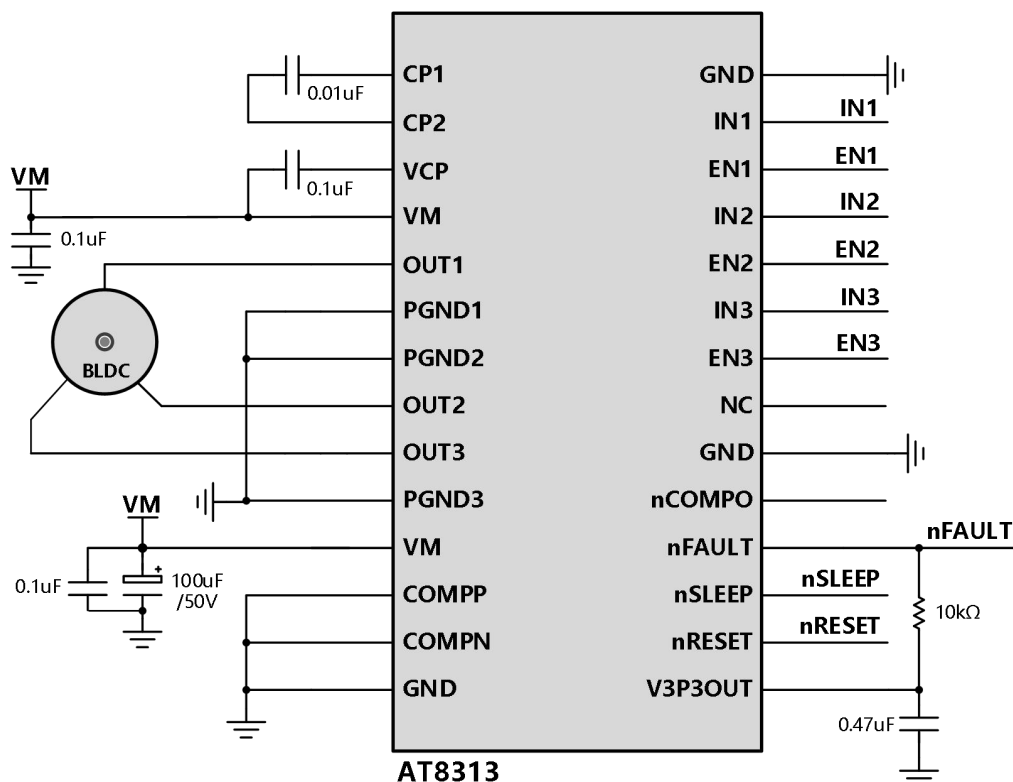 CP1
0.01uF
CP2
VCP
0.1uF
VM
VM
0.1uF
OUT1
BLDC
PGND1
PGND2
OUT2
OUT3
PGND3
VM
VM
0.1uF
100uF
/50V
COMPP
COMPN
GND
GND
IN1
IN1
EN1
EN1
IN2
IN2
EN2
EN2
IN3
IN3
EN3
EN3
NC
GND
nCOMPO
nFAULT
nFAULT
nSLEEP
nSLEEP
10kΩ
nRESET
nRESET
V3P3OUT
0.47uF
AT8313